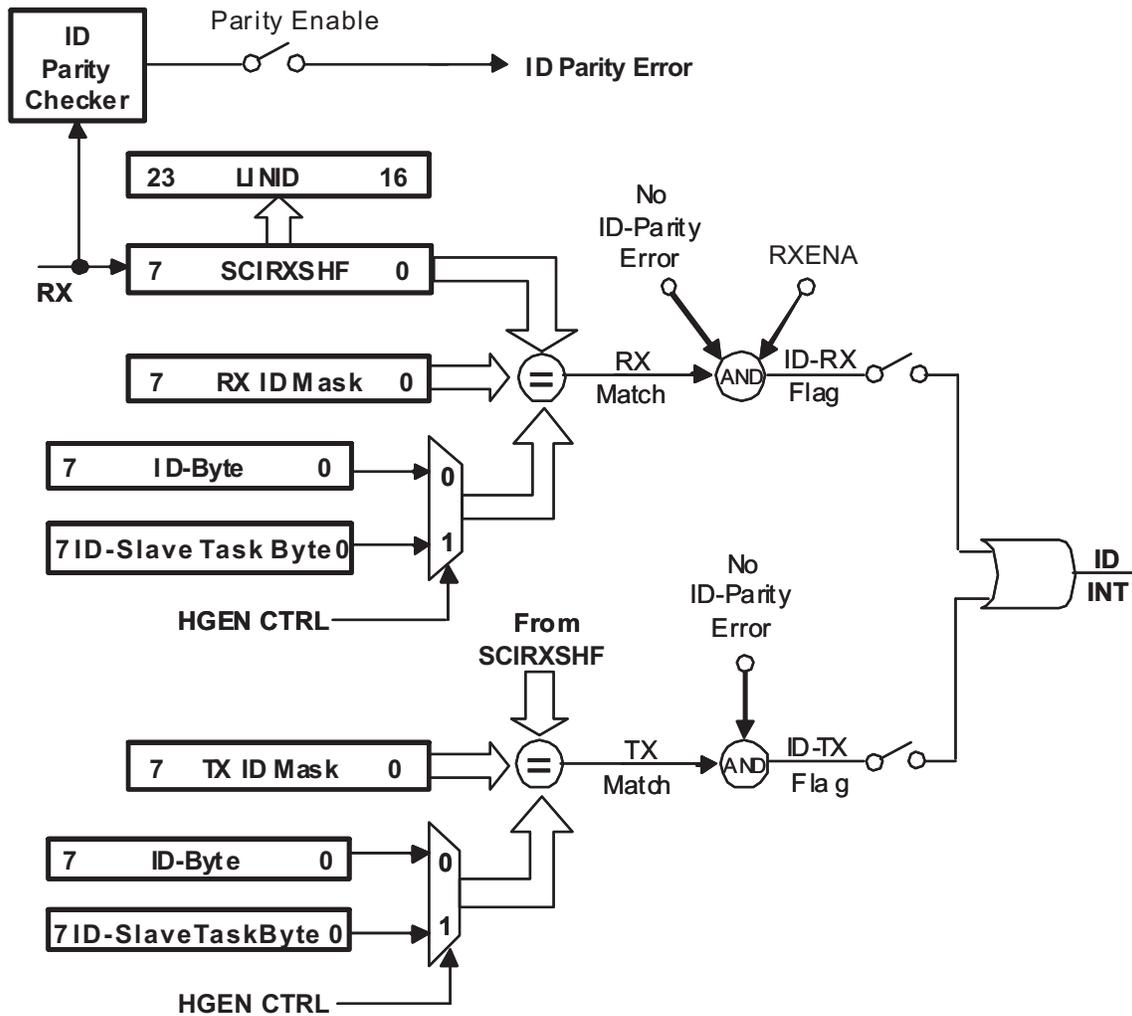 Parity Enable
ID
Parity
Checker
ID Parity Error
23 LINID 16
No
ID-Parity
Error
RXENA
7 SCIRXSHF 0
RX
7 RX ID Mask 0
=
RX
Match
AND
ID-RX
Flag
7 ID-Byte 0
0
7 ID-Slave Task Byte 0
1
HGEN CTRL
No
ID-Parity
Error
ID
INT
From
SCIRXSHF
7 TX ID Mask 0
=
TX
Match
AND
ID-TX
Flag
7 ID-Byte 0
0
7 ID-Slave Task Byte 0
1
HGEN CTRL